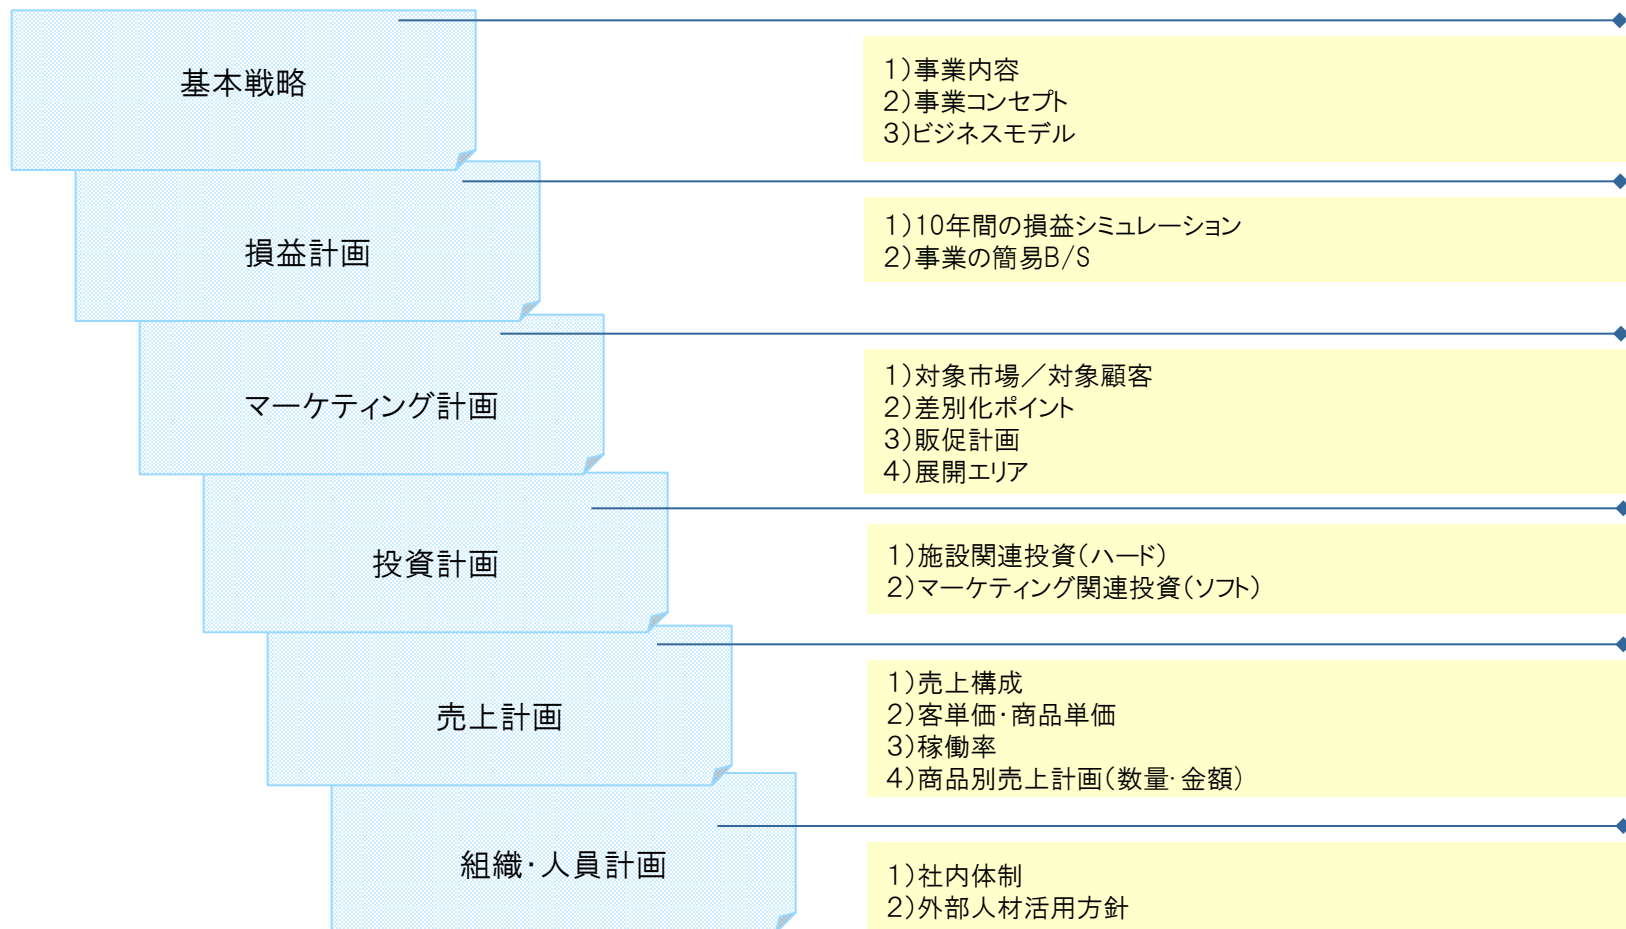 基本戦略
1)事業内容
2)事業コンセプト
3)ビジネスモデル
損益計画
1)10年間の損益シミュレーション
2)事業の簡易B/S
マーケティング計画
1)対象市場／対象顧客
2)差別化ポイント
3)販促計画
4)展開エリア
投資計画
1)施設関連投資(ハード)
2)マーケティング関連投資(ソフト)
売上計画
1)売上構成
2)客単価・商品単価
3)稼働率
4)商品別売上計画(数量・金額)
組織・人員計画
1)社内体制
2)外部人材活用方針